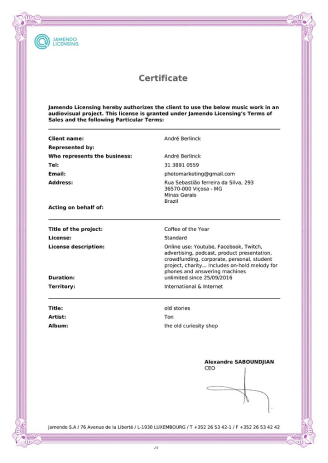 JAMENDO
LICENSING
Certificate
Jamendo Licensing hereby authorizes the client to use the below music work in an
audiovisual project. This license is granted under Jamendo Licensing's Terms of
Sales and the following Particular Terms:
Client name: André Berlinck
Represented by:
Who represents the business: André Berlinck
Tel: 31 3891 0559
Email: photomarketing@gmail.com
Address: Rua Sebastião ferreira da Silva, 293
36570-000 Viçosa - MG
Minas Gerais
Brazil
Acting on behalf of:
Title of the project: Coffee of the Year
License: Standard
License description: Online use: Youtube, Facebook, Twitch,
advertising, podcast, product presentation,
crowdfunding, corporate, personal, student
project, charity... includes on-hold melody for
phones and answering machines
Duration: unlimited since 25/09/2016
Territory: International & Internet
Title: old stories
Artist: Tori
Album: the old curiosity shop
Alexandre SABOUNDJIAN
CEO
Jamendo S.A / 76 Avenue de la Liberté / L-1930 LUXEMBOURG / T +352 26 53 42-1 / F +352 26 53 42 42